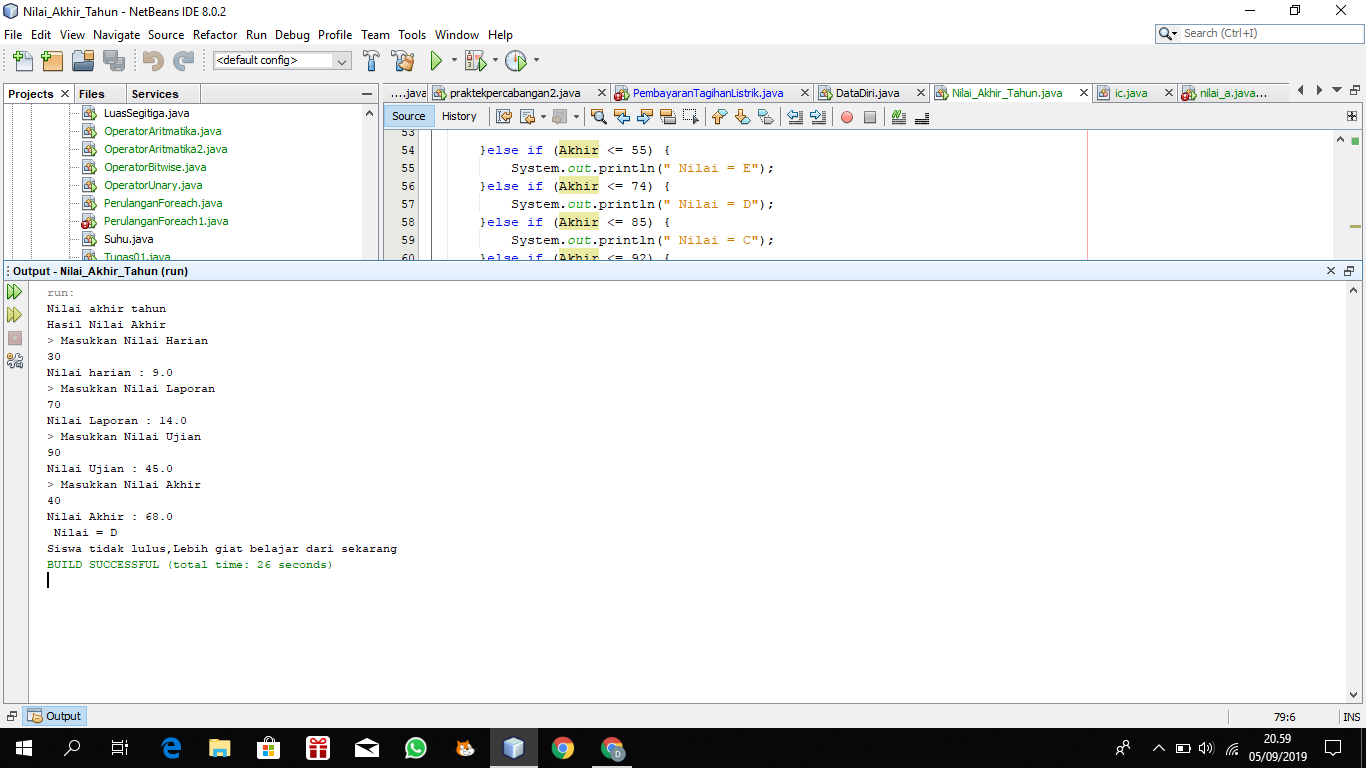 Nilai_Akhir_Tahun - NetBeans IDE 8.0.2
File Edit View Navigate Source Refactor Run Debug Profile Team Tools Window Help
Search (Ctrl+I)
<default config>
Projects Files Services
....java praktekpercabangan2.java PembayaranTagihanListrik.java DataDiri.java Nilai_Akhir_Tahun.java ic.java nilai_a.java...
Source History
LuasSegitiga.java
OperatorAritmatika.java
OperatorAritmatika2.java
OperatorBitwise.java
OperatorUnary.java
PerulanganForeach.java
PerulanganForeach1.java
Suhu.java
Tugas01.java
53
54 }else if (Akhir <= 55) {
55 System.out.println(" Nilai = E");
56 }else if (Akhir <= 74) {
57 System.out.println(" Nilai = D");
58 }else if (Akhir <= 85) {
59 System.out.println(" Nilai = C");
60 }else if (Akhir <= 92) {
Output - Nilai_Akhir_Tahun (run)
run:
Nilai akhir tahun
Hasil Nilai Akhir
> Masukkan Nilai Harian
30
Nilai harian : 9.0
> Masukkan Nilai Laporan
70
Nilai Laporan : 14.0
> Masukkan Nilai Ujian
90
Nilai Ujian : 45.0
> Masukkan Nilai Akhir
40
Nilai Akhir : 68.0
Nilai = D
Siswa tidak lulus,Lebih giat belajar dari sekarang
BUILD SUCCESSFUL (total time: 26 seconds)
Output
79:6 INS
20.59
05/09/2019